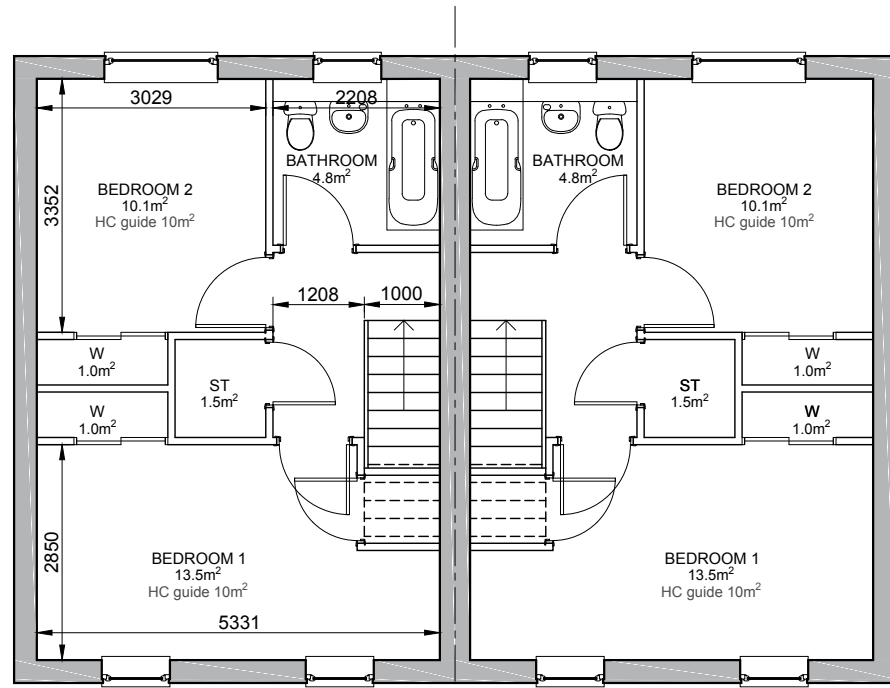 3029
2208
BATHROOM
4.8m²
BATHROOM
4.8m²
3352
BEDROOM 2
10.1m²
HC guide 10m²
BEDROOM 2
10.1m²
HC guide 10m²
1208
1000
W
1.0m²
ST
1.5m²
W
1.0m²
ST
1.5m²
W
1.0m²
W
1.0m²
2850
BEDROOM 1
13.5m²
HC guide 10m²
BEDROOM 1
13.5m²
HC guide 10m²
5331